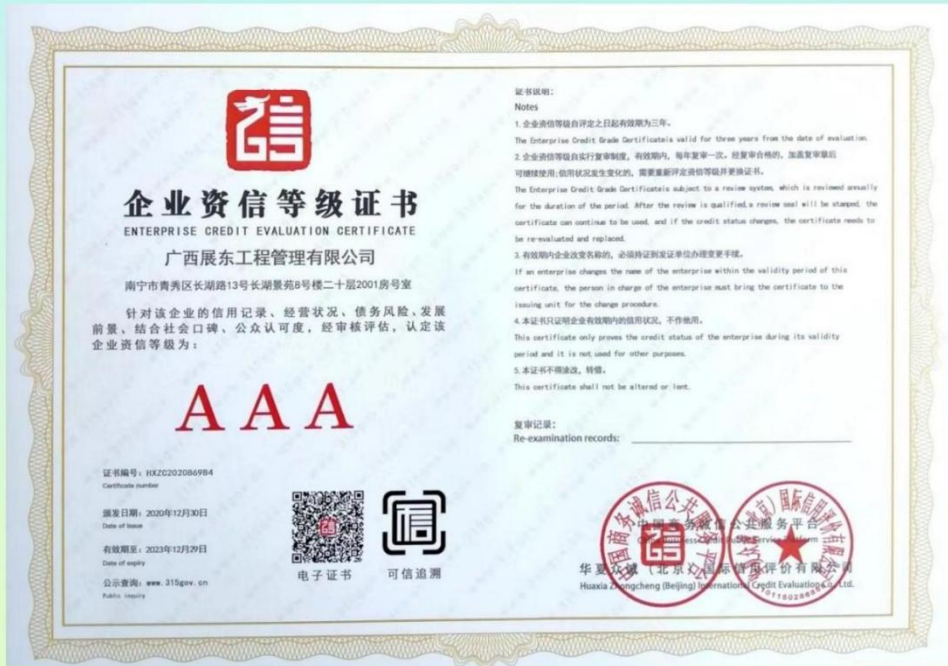 企业资信等级证书
ENTERPRISE CREDIT EVALUATION CERTIFICATE
广西展东工程管理有限公司
南宁市青秀区长湖路13号长湖景苑8号楼二十层2001房号室
针对该企业的信用记录、经营状况、债务风险、发展
前景、结合社会口碑、公众认可度，经审核评估，认定该
企业资信等级为：
AAA
证书编号：HXZC202086984
Certificate number
颁发日期：2020年12月30日
Date of Issue
有效期至：2023年12月29日
Date of expiry
公示查询：www.315gov.cn
Public inquiry
电子证书
可信追溯
证书说明：
Notes
1.企业资信等级自评定之日起有效期为三年。
The Enterprise Credit Grade Certificateis valid for three years from the date of evaluation.
2.企业资信等级自实行复审制度，有效期内，每年复审一次。经复审合格的，加盖复审章后
可继续使用;信用状况发生变化的，需要重新评定资信等级并更换证书。
The Enterprise Credit Grade Certificateis subject to a review system, which is reviewed annually
for the duration of the period. After the review is qualified,a review seal will be stamped, the
certificate can continue to be used, and if the credit status changes, the certificate needs to
be re-evaluated and replaced.
3.有效期内企业改变名称的，必须持证到发证单位办理变更手续。
If an enterprise changes the name of the enterprise within the validity period of this
certificate, the person in charge of the enterprise must bring the certificate to the
issuing unit for the change procedure.
4.本证书只证明企业有效期内的信用状况，不作他用。
This certificate only proves the credit status of the enterprise during its validity
period and it is not used for other purposes.
5.本证书不得涂改，转借。
This certificate shall not be altered or lent.
复审记录：
Re-examination records:
中国商务诚信公共服务平台
华夏众诚（北京）国际信用评价有限公司
Huaxia Zhongcheng (Beijing) International Credit Evaluation Co., Ltd.